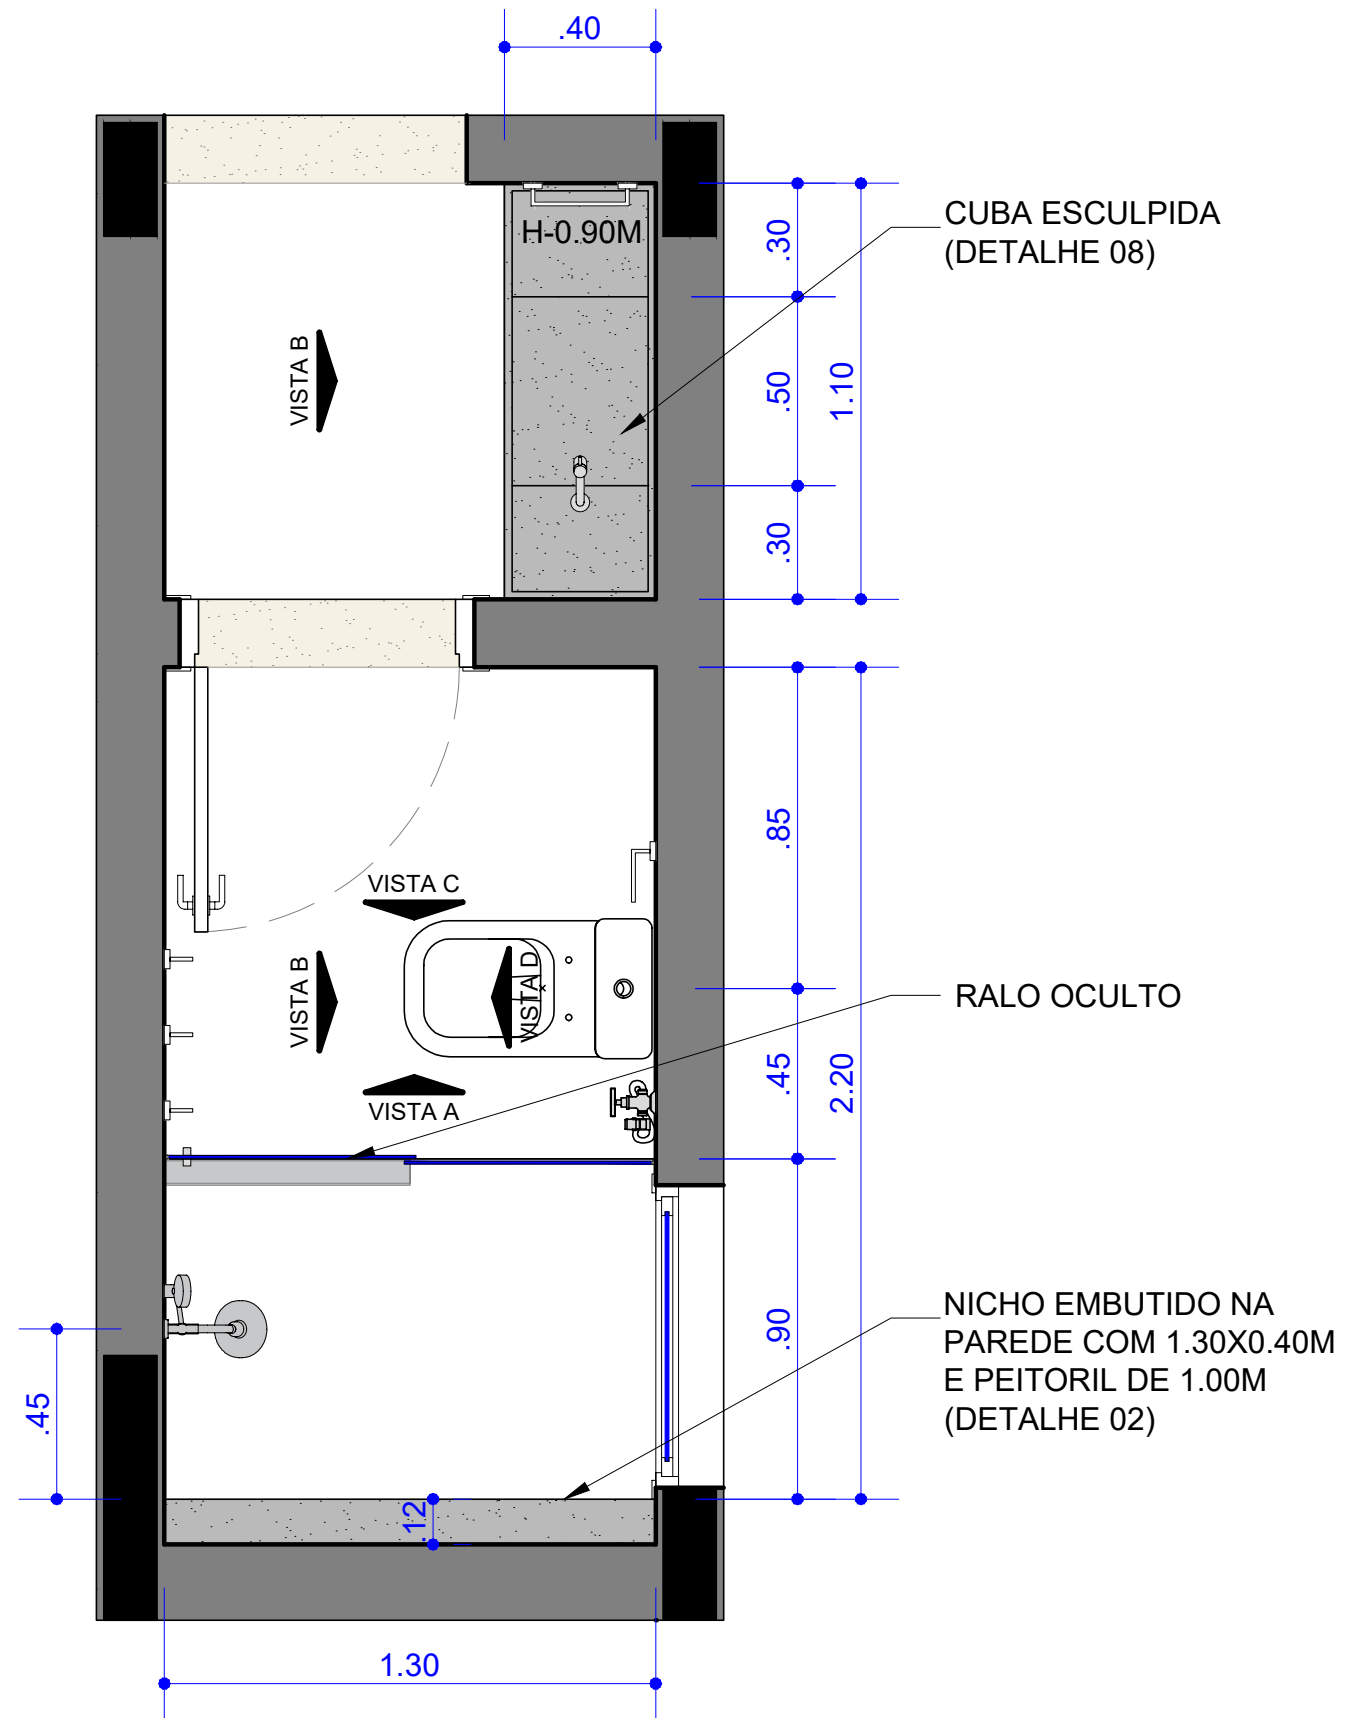 .40
CUBA ESCULPIDA
(DETALHE 08)
H-0.90M
.30
.50
1.10
.30
VISTA B
.85
VISTA C
VISTA B
VISTA D
RALO OCULTO
.45
2.20
VISTA A
NICHO EMBUTIDO NA
PAREDE COM 1.30X0.40M
E PEITORIL DE 1.00M
(DETALHE 02)
.90
.45
.12
1.30